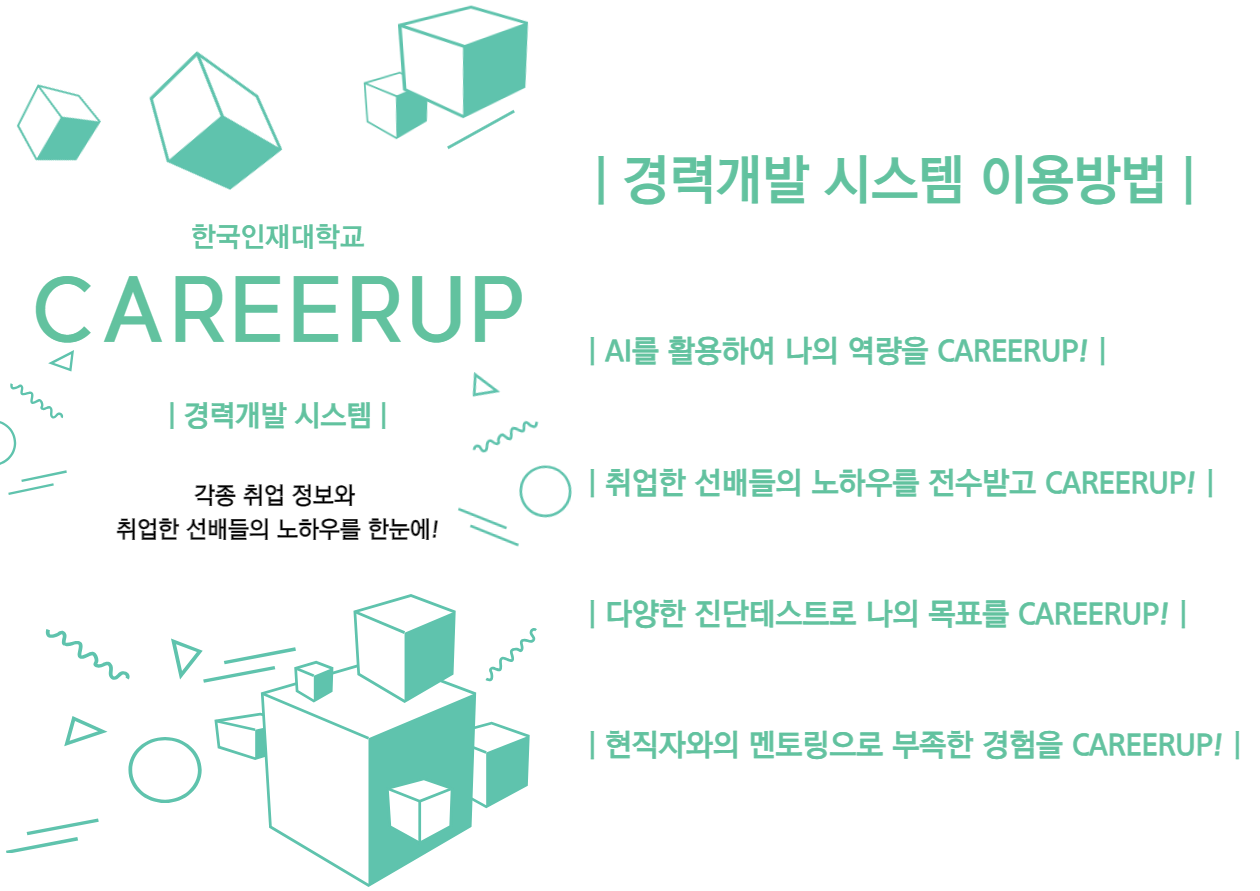 한국인재대학교
CAREERUP
| 경력개발 시스템 |
각종 취업 정보와
취업한 선배들의 노하우를 한눈에!
| 경력개발 시스템 이용방법 |
| AI를 활용하여 나의 역량을 CAREERUP! |
| 취업한 선배들의 노하우를 전수받고 CAREERUP! |
| 다양한 진단테스트로 나의 목표를 CAREERUP! |
| 현직자와의 멘토링으로 부족한 경험을 CAREERUP! |